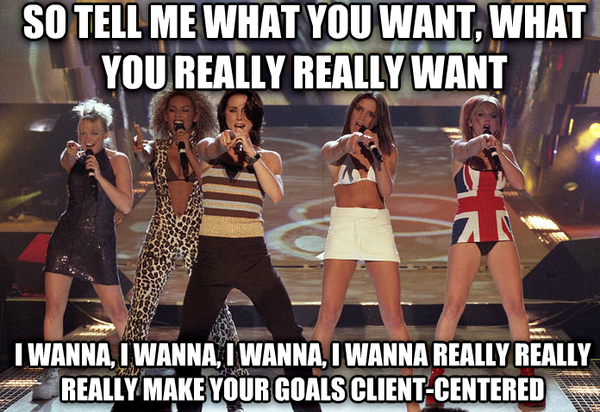 SO TELL ME WHAT YOU WANT, WHAT
YOU REALLY REALLY WANT
I WANNA, I WANNA, I WANNA, I WANNA REALLY REALLY
REALLY MAKE YOUR GOALS CLIENT-CENTERED